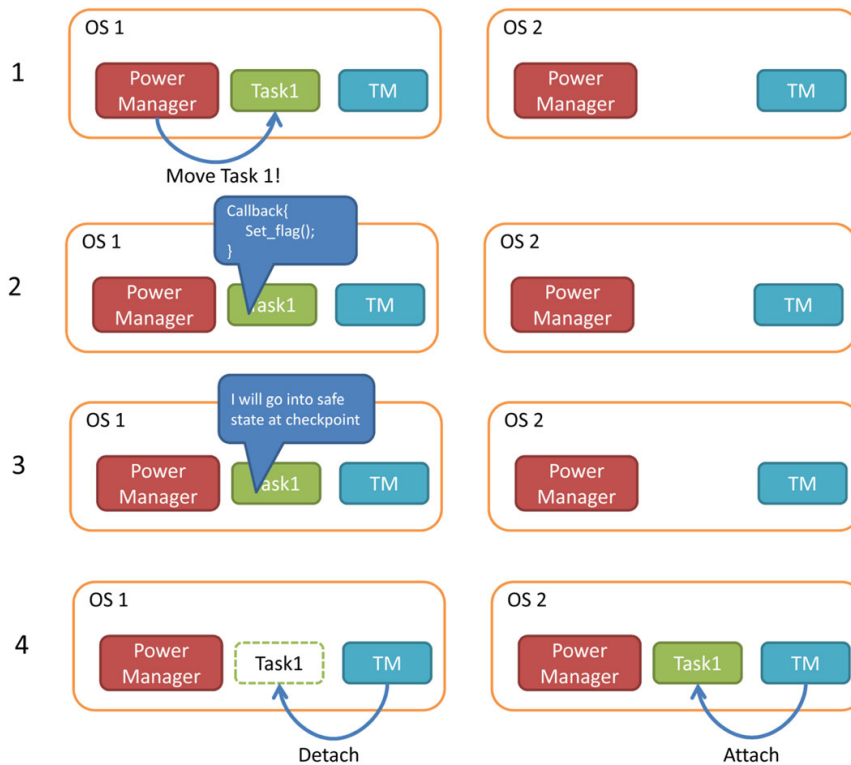 OS 1
OS 2
1
Power
Manager
Task1
TM
Power
Manager
TM
Move Task 1!
Callback{
Set_flag();
}
OS 1
OS 2
2
Power
Manager
Task1
TM
Power
Manager
TM
I will go into safe
state at checkpoint
OS 1
OS 2
3
Power
Manager
Task1
TM
Power
Manager
TM
OS 1
OS 2
4
Power
Manager
Task1
TM
Power
Manager
Task1
TM
Detach
Attach